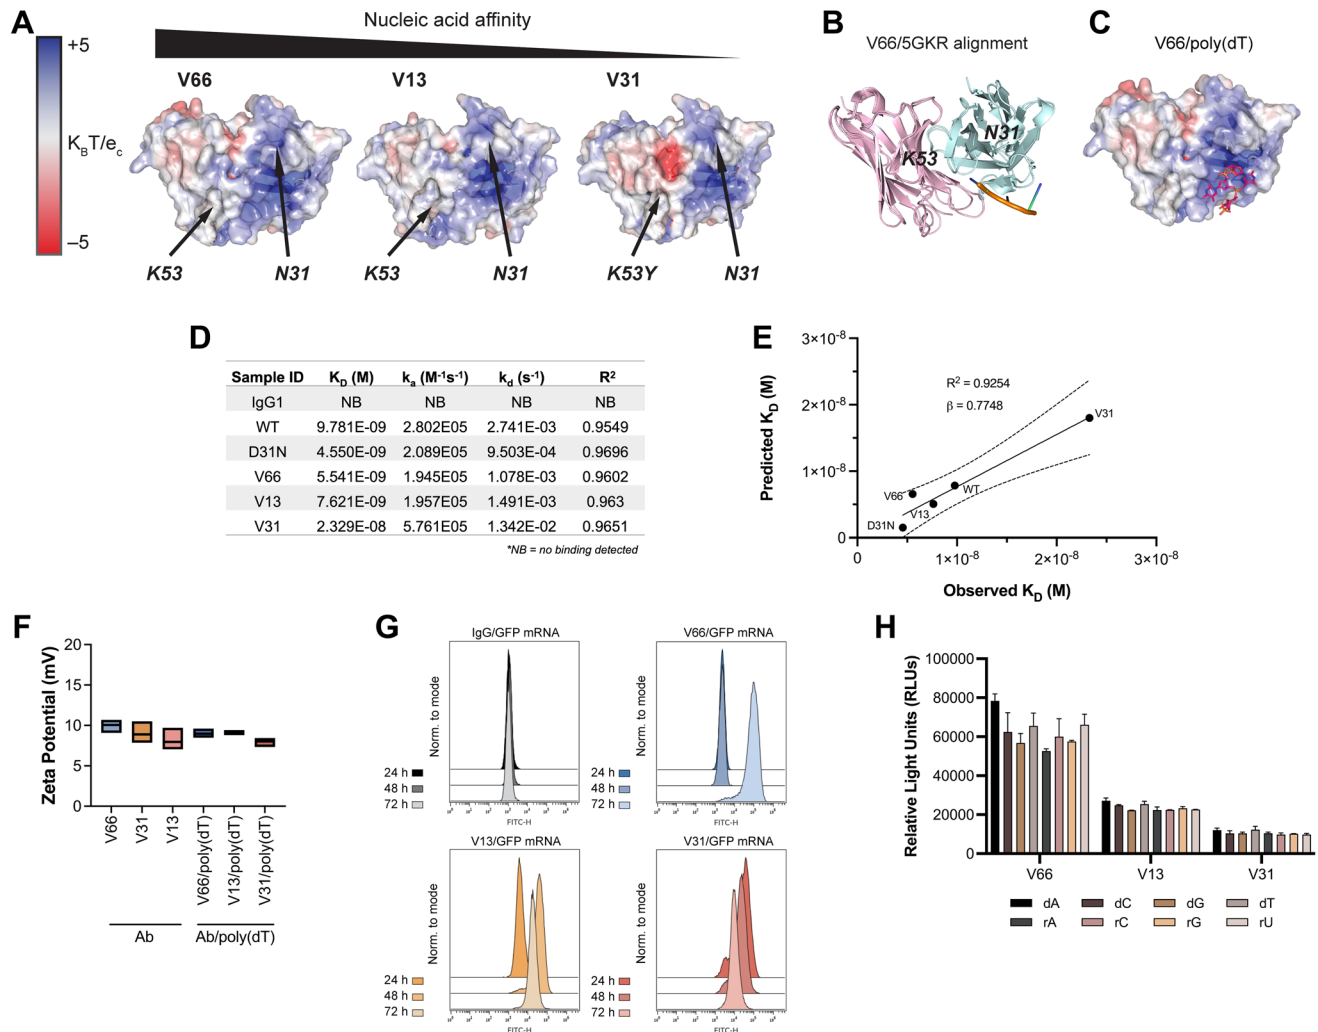 A
Nucleic acid affinity
+5
K_BT/e_c
–5
V66
V13
V31
K53
N31
K53
N31
K53Y
N31
B
V66/5GKR alignment
N31
K53
C
V66/poly(dT)
D
Sample ID K_D (M) k_a (M⁻¹s⁻¹) k_d (s⁻¹) R²
IgG1 NB NB NB NB
WT 9.781E-09 2.802E05 2.741E-03 0.9549
D31N 4.550E-09 2.089E05 9.503E-04 0.9696
V66 5.541E-09 1.945E05 1.078E-03 0.9602
V13 7.621E-09 1.957E05 1.491E-03 0.963
V31 2.329E-08 5.761E05 1.342E-02 0.9651
*NB = no binding detected
E
Predicted K_D (M)
3×10⁻⁸
2×10⁻⁸
1×10⁻⁸
0
R² = 0.9254
β = 0.7748
V31
V66
WT
V13
D31N
0 1×10⁻⁸ 2×10⁻⁸ 3×10⁻⁸
Observed K_D (M)
F
Zeta Potential (mV)
20
15
10
5
0
V66
V31
V13
V66/poly(dT)
V13/poly(dT)
V31/poly(dT)
Ab
Ab/poly(dT)
G
IgG/GFP mRNA
Norm. to mode
24 h
48 h
72 h
FITC-H
V66/GFP mRNA
Norm. to mode
24 h
48 h
72 h
FITC-H
V13/GFP mRNA
Norm. to mode
24 h
48 h
72 h
FITC-H
V31/GFP mRNA
Norm. to mode
24 h
48 h
72 h
FITC-H
H
Relative Light Units (RLUs)
100000
80000
60000
40000
20000
0
V66 V13 V31
dA dC dG dT
rA rC rG rU